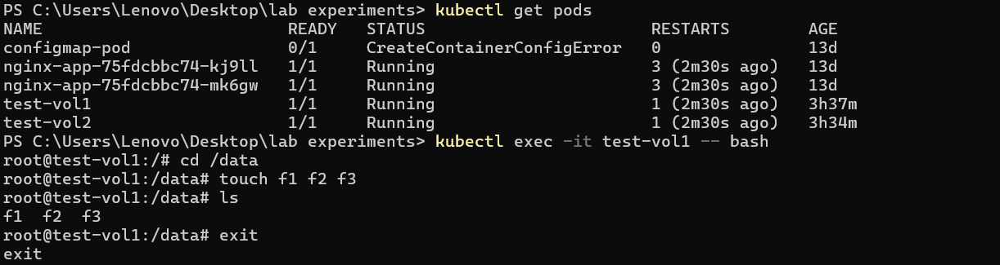 PS C:\Users\Lenovo\Desktop\lab experiments> kubectl get pods
NAME                         READY   STATUS                       RESTARTS        AGE
configmap-pod                0/1     CreateContainerConfigError   0               13d
nginx-app-75fdcbbc74-kj9ll   1/1     Running                      3 (2m30s ago)   13d
nginx-app-75fdcbbc74-mk6gw   1/1     Running                      3 (2m30s ago)   13d
test-vol1                    1/1     Running                      1 (2m30s ago)   3h37m
test-vol2                    1/1     Running                      1 (2m30s ago)   3h34m
PS C:\Users\Lenovo\Desktop\lab experiments> kubectl exec -it test-vol1 -- bash
root@test-vol1:/# cd /data
root@test-vol1:/data# touch f1 f2 f3
root@test-vol1:/data# ls
f1  f2  f3
root@test-vol1:/data# exit
exit